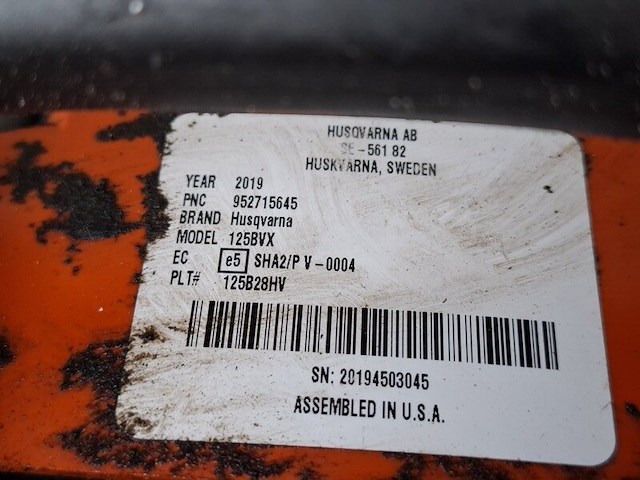 HUSQVARNA AB
SE-561 82
HUSKVARNA, SWEDEN
YEAR 2019
PNC 952715645
BRAND Husqvarna
MODEL 125BVX
EC e5 SHA2/P V-0004
PLT# 125B28HV
SN: 20194503045
ASSEMBLED IN U.S.A.